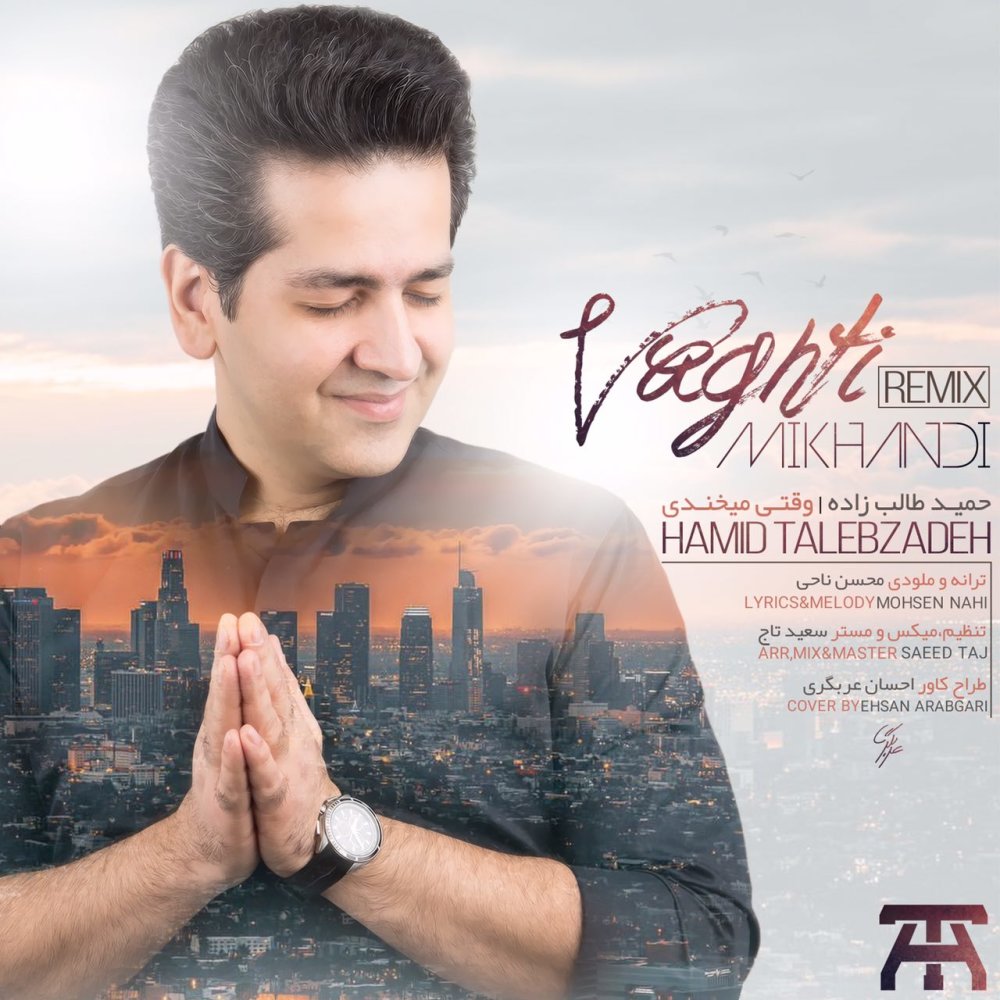 Vaghti
REMIX
MIKHANDI
حمید طالب زاده | وقتی میخندی
HAMID TALEBZADEH
ترانه و ملودی محسن ناحی
LYRICS&MELODY MOHSEN NAHI
تنظیم،میکس و مستر سعید تاج
ARR,MIX&MASTER SAEED TAJ
طراح کاور احسان عربگری
COVER BY EHSAN ARABGARI